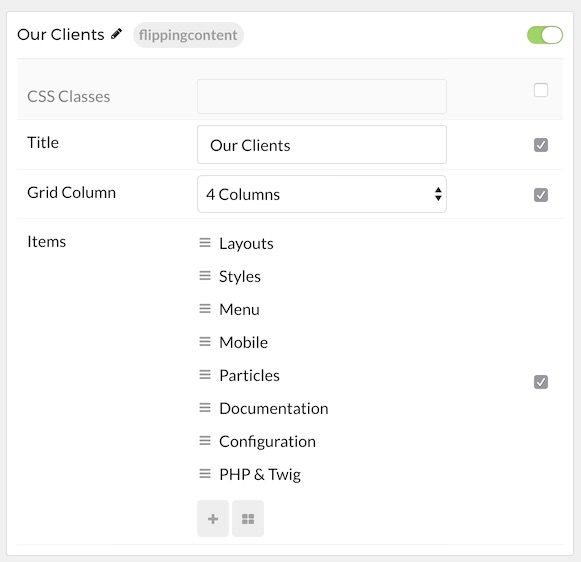 Our Clients flippingcontent
CSS Classes
Title Our Clients
Grid Column 4 Columns
Items Layouts
Styles
Menu
Mobile
Particles
Documentation
Configuration
PHP & Twig